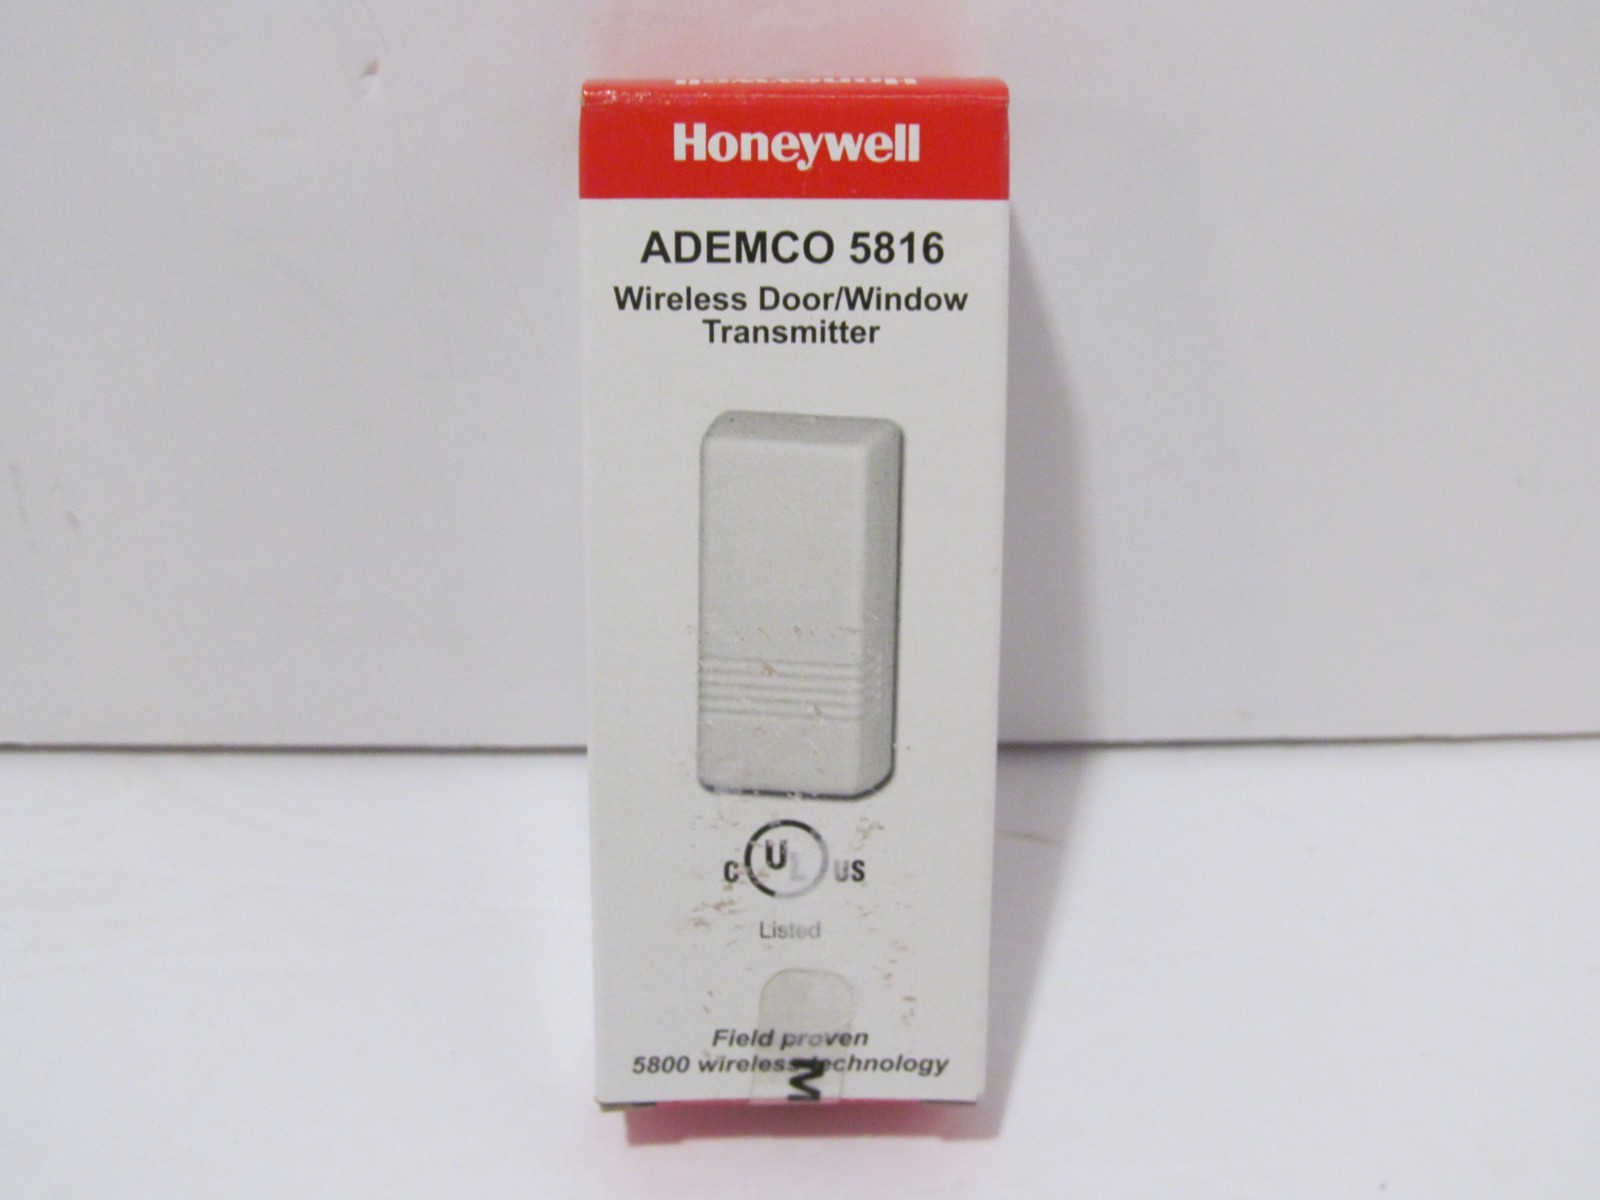 Honeywell
ADEMCO 5816
Wireless Door/Window
Transmitter
C UL US
Listed
Field proven
5800 wireless technology
M